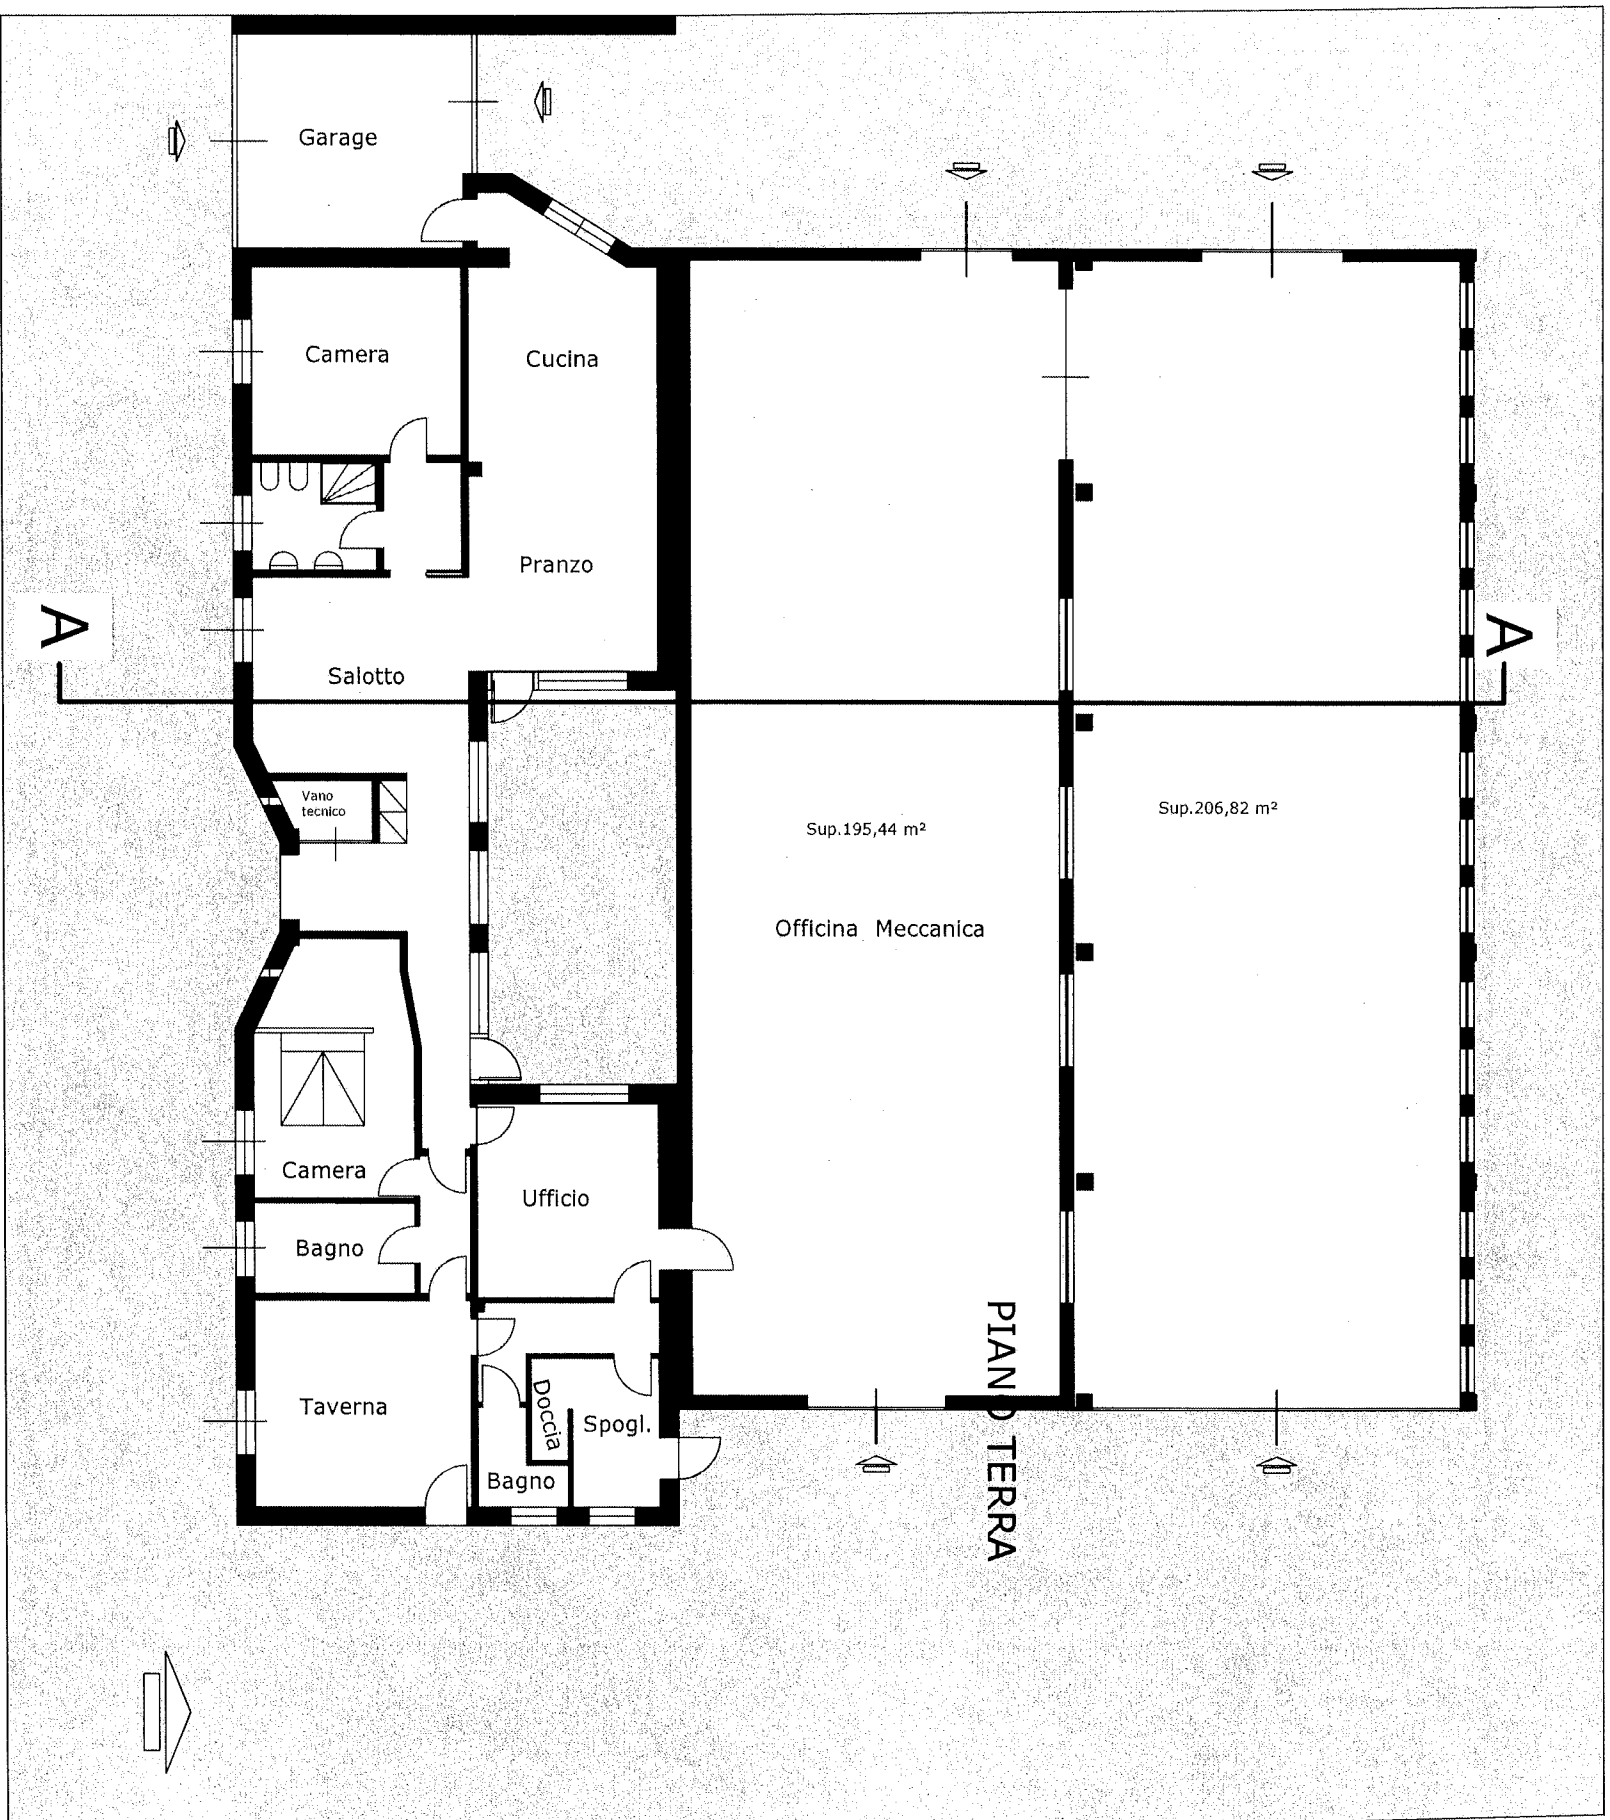 Garage
Camera
Cucina
Pranzo
A
A
Salotto
Vano
tecnico
Sup.195,44 m²
Sup.206,82 m²
Officina Meccanica
Camera
Ufficio
Bagno
PIANO TERRA
Taverna
Doccia
Spogl.
Bagno